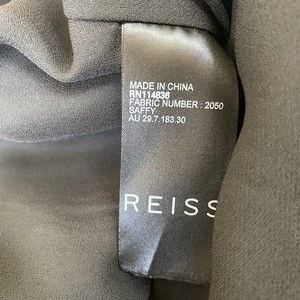 MADE IN CHINA
RN114836
FABRIC NUMBER : 2050
SAFFY
AU 29.7.183.30
REISS